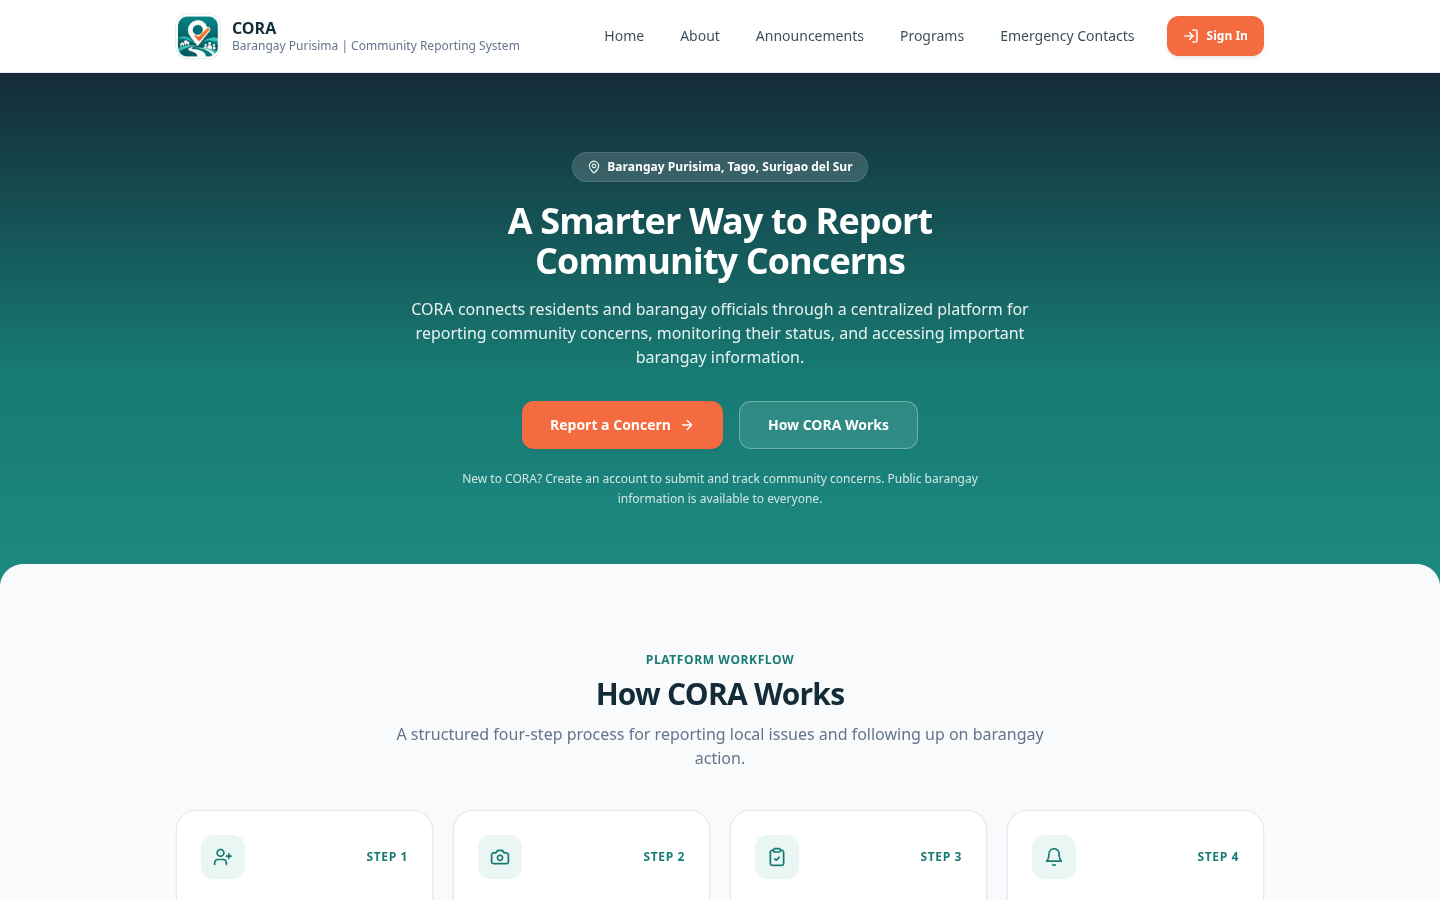 CORA
Barangay Purisima | Community Reporting System
Home
About
Announcements
Programs
Emergency Contacts
Sign In
Barangay Purisima, Tago, Surigao del Sur
A Smarter Way to Report
Community Concerns
CORA connects residents and barangay officials through a centralized platform for
reporting community concerns, monitoring their status, and accessing important
barangay information.
Report a Concern
How CORA Works
New to CORA? Create an account to submit and track community concerns. Public barangay
information is available to everyone.
PLATFORM WORKFLOW
How CORA Works
A structured four-step process for reporting local issues and following up on barangay
action.
STEP 1
STEP 2
STEP 3
STEP 4